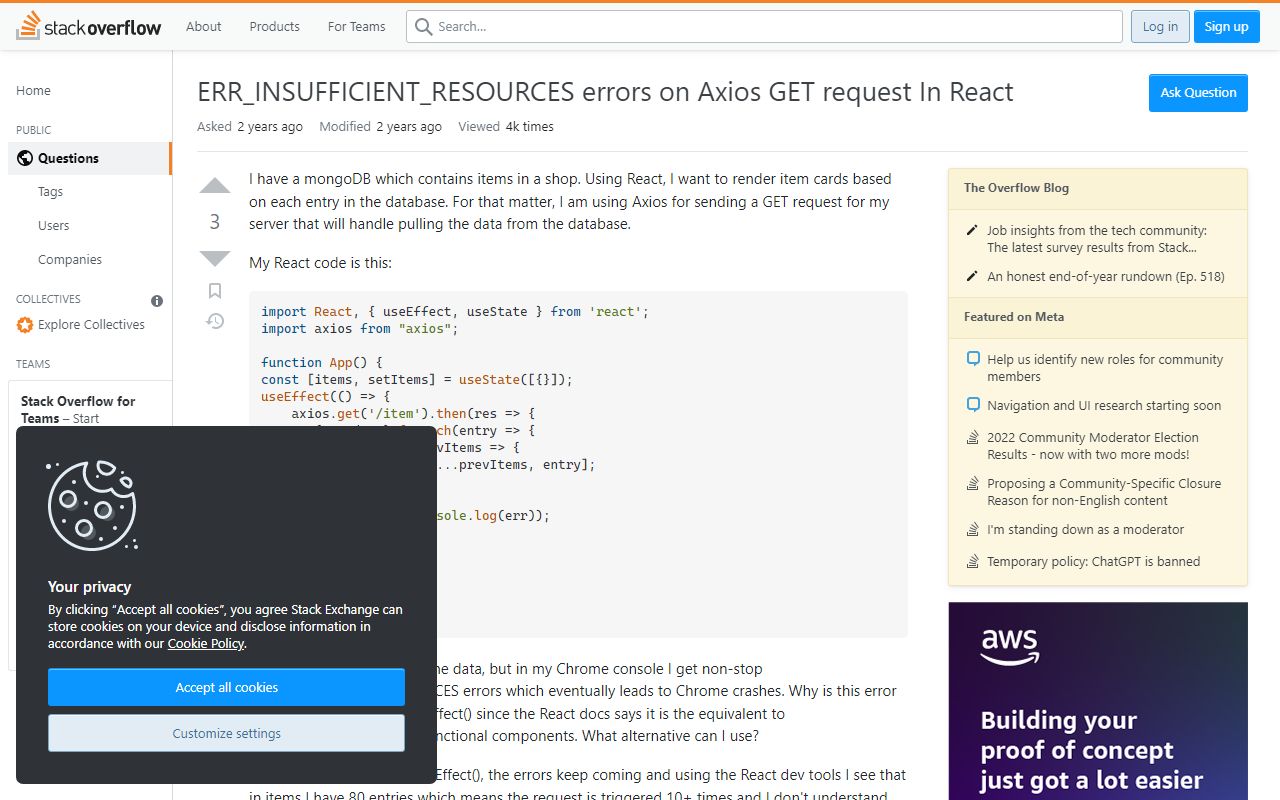 stack overflow
About
Products
For Teams
Search...
Log in
Sign up
Home
PUBLIC
Questions
Tags
Users
Companies
COLLECTIVES
Explore Collectives
TEAMS
Stack Overflow for
Teams – Start
ERR_INSUFFICIENT_RESOURCES errors on Axios GET request In React
Ask Question
Asked 2 years ago Modified 2 years ago Viewed 4k times
3
I have a mongoDB which contains items in a shop. Using React, I want to render item cards based
on each entry in the database. For that matter, I am using Axios for sending a GET request for my
server that will handle pulling the data from the database.
My React code is this:
import React, { useEffect, useState } from 'react';
import axios from "axios";
function App() {
const [items, setItems] = useState([{}]);
useEffect(() => {
axios.get('/item').then(res => {
ch(entry => {
vItems => {
...prevItems, entry];
sole.log(err));
ne data, but in my Chrome console I get non-stop
CES errors which eventually leads to Chrome crashes. Why is this error
ffect() since the React docs says it is the equivalent to
nctional components. What alternative can I use?
Effect(), the errors keep coming and using the React dev tools I see that
in items I have 80 entries which means the request is triggered 10+ times and I don't understand
The Overflow Blog
Job insights from the tech community:
The latest survey results from Stack...
An honest end-of-year rundown (Ep. 518)
Featured on Meta
Help us identify new roles for community
members
Navigation and UI research starting soon
2022 Community Moderator Election
Results - now with two more mods!
Proposing a Community-Specific Closure
Reason for non-English content
I'm standing down as a moderator
Temporary policy: ChatGPT is banned
aws
Building your
proof of concept
just got a lot easier
Your privacy
By clicking “Accept all cookies”, you agree Stack Exchange can
store cookies on your device and disclose information in
accordance with our Cookie Policy.
Accept all cookies
Customize settings